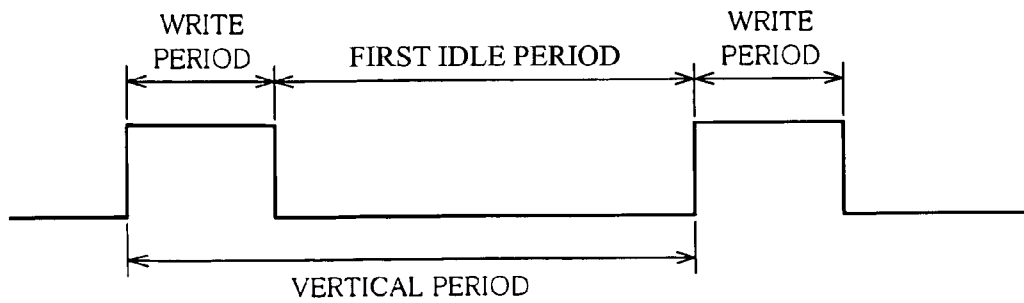 WRITE
PERIOD
FIRST IDLE PERIOD
WRITE
PERIOD
VERTICAL PERIOD